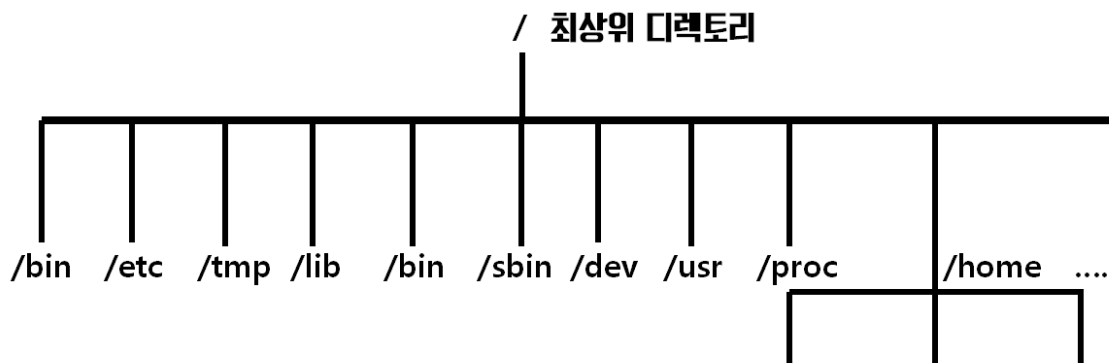 / 최상위 디렉토리
/bin /etc /tmp /lib /bin /sbin /dev /usr /proc /home ....